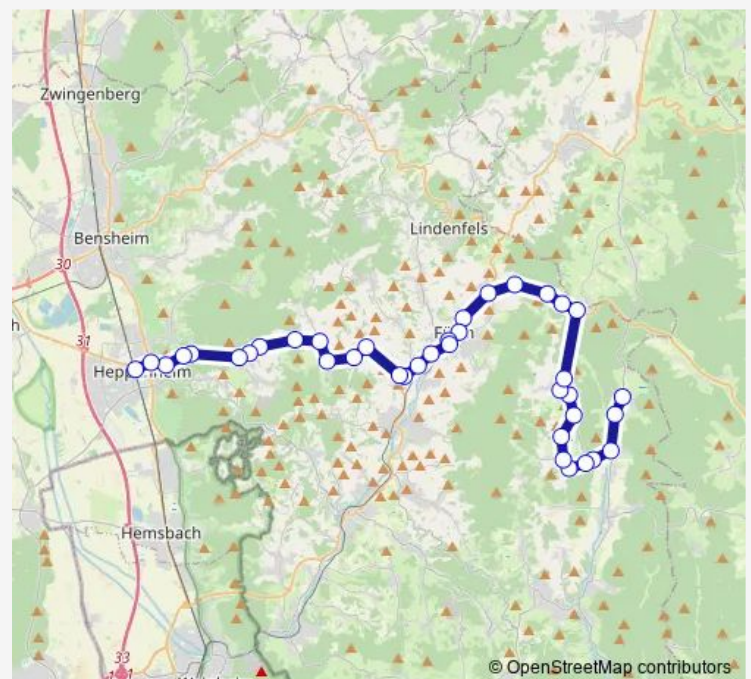 Zwingenberg
Lindenfels
Bensheim
30
31
Hemsbach
33
© OpenStreetMap contributors